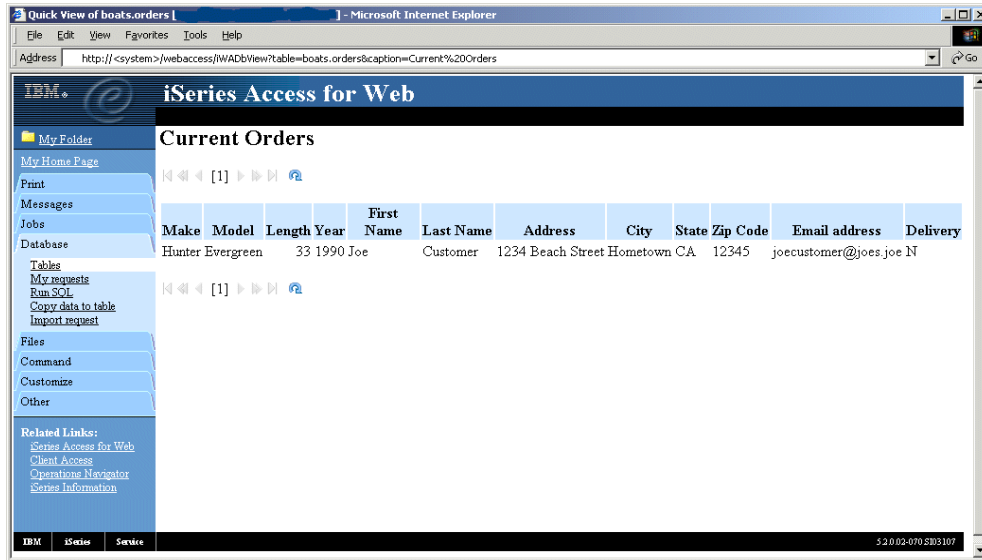 Quick View of boats.orders [ ] - Microsoft Internet Explorer
File Edit View Favorites Tools Help
Address http://<system>/webaccess/iWADbView?table=boats.orders&caption=Current%20Orders Go
IBM. iSeries Access for Web
My Folder
Current Orders
My Home Page
[1]
Print
Messages
Jobs
Database
Tables
My requests
Run SQL
Copy data to table
Import request
Files
Command
Customize
Other
Make Model Length Year First Name Last Name Address City State Zip Code Email address Delivery
Hunter Evergreen 33 1990 Joe Customer 1234 Beach Street Hometown CA 12345 joecustomer@joes.joe N
[1]
Related Links:
iSeries Access for Web
Client Access
Operations Navigator
iSeries Information
IBM iSeries Service 5.2.0.02-070 SI03107